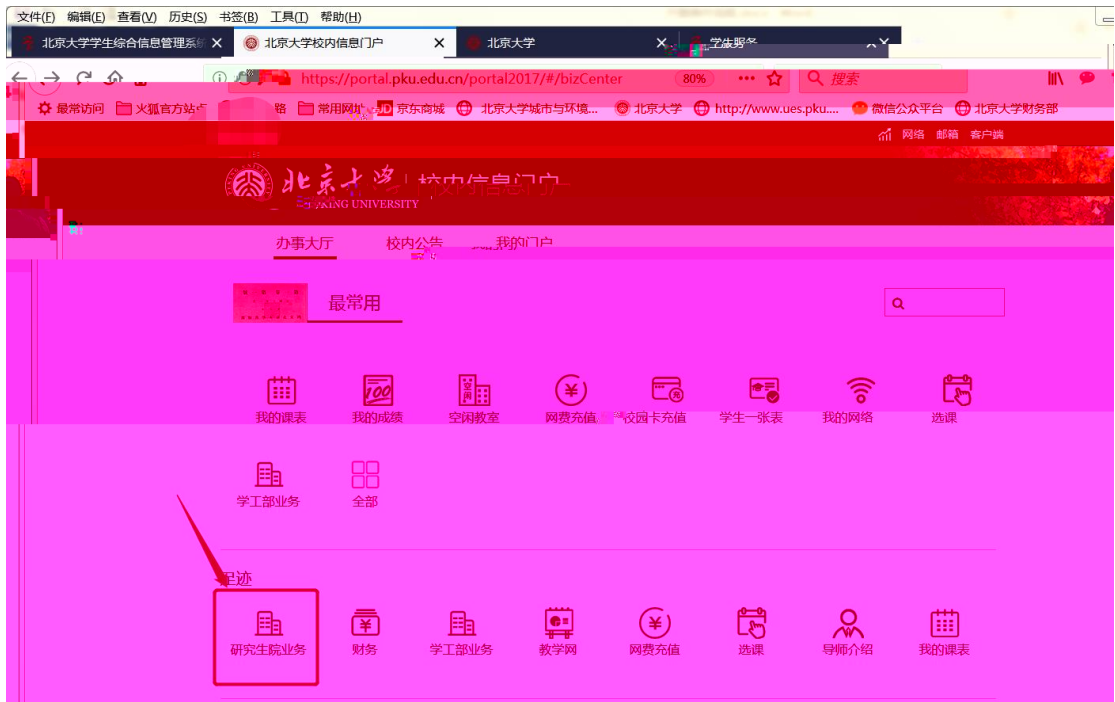 文件(F) 编辑(E) 查看(V) 历史(S) 书签(B) 工具(T) 帮助(H)
北京大学学生综合信息管理系统 × 北京大学校内信息门户 × 北京大学 × 学生服务 ×
https://portal.pku.edu.cn/portal2017/#/bizCenter 80% 搜索
最常访问 火狐官方站点 常用网址 JD 京东商城 北京大学城市与环境... 北京大学 http://www.ues.pku.... 微信公众平台 北京大学财务部
网络 邮箱 客户端
北京大学 校内信息门户
PEKING UNIVERSITY
办事大厅 校内公告 我的门户
最常用
我的课表 我的成绩 空闲教室 网费充值 校园卡充值 学生一张表 我的网络 选课
学工部业务 全部
足迹
研究生院业务 财务 学工部业务 教学网 网费充值 选课 导师介绍 我的课表